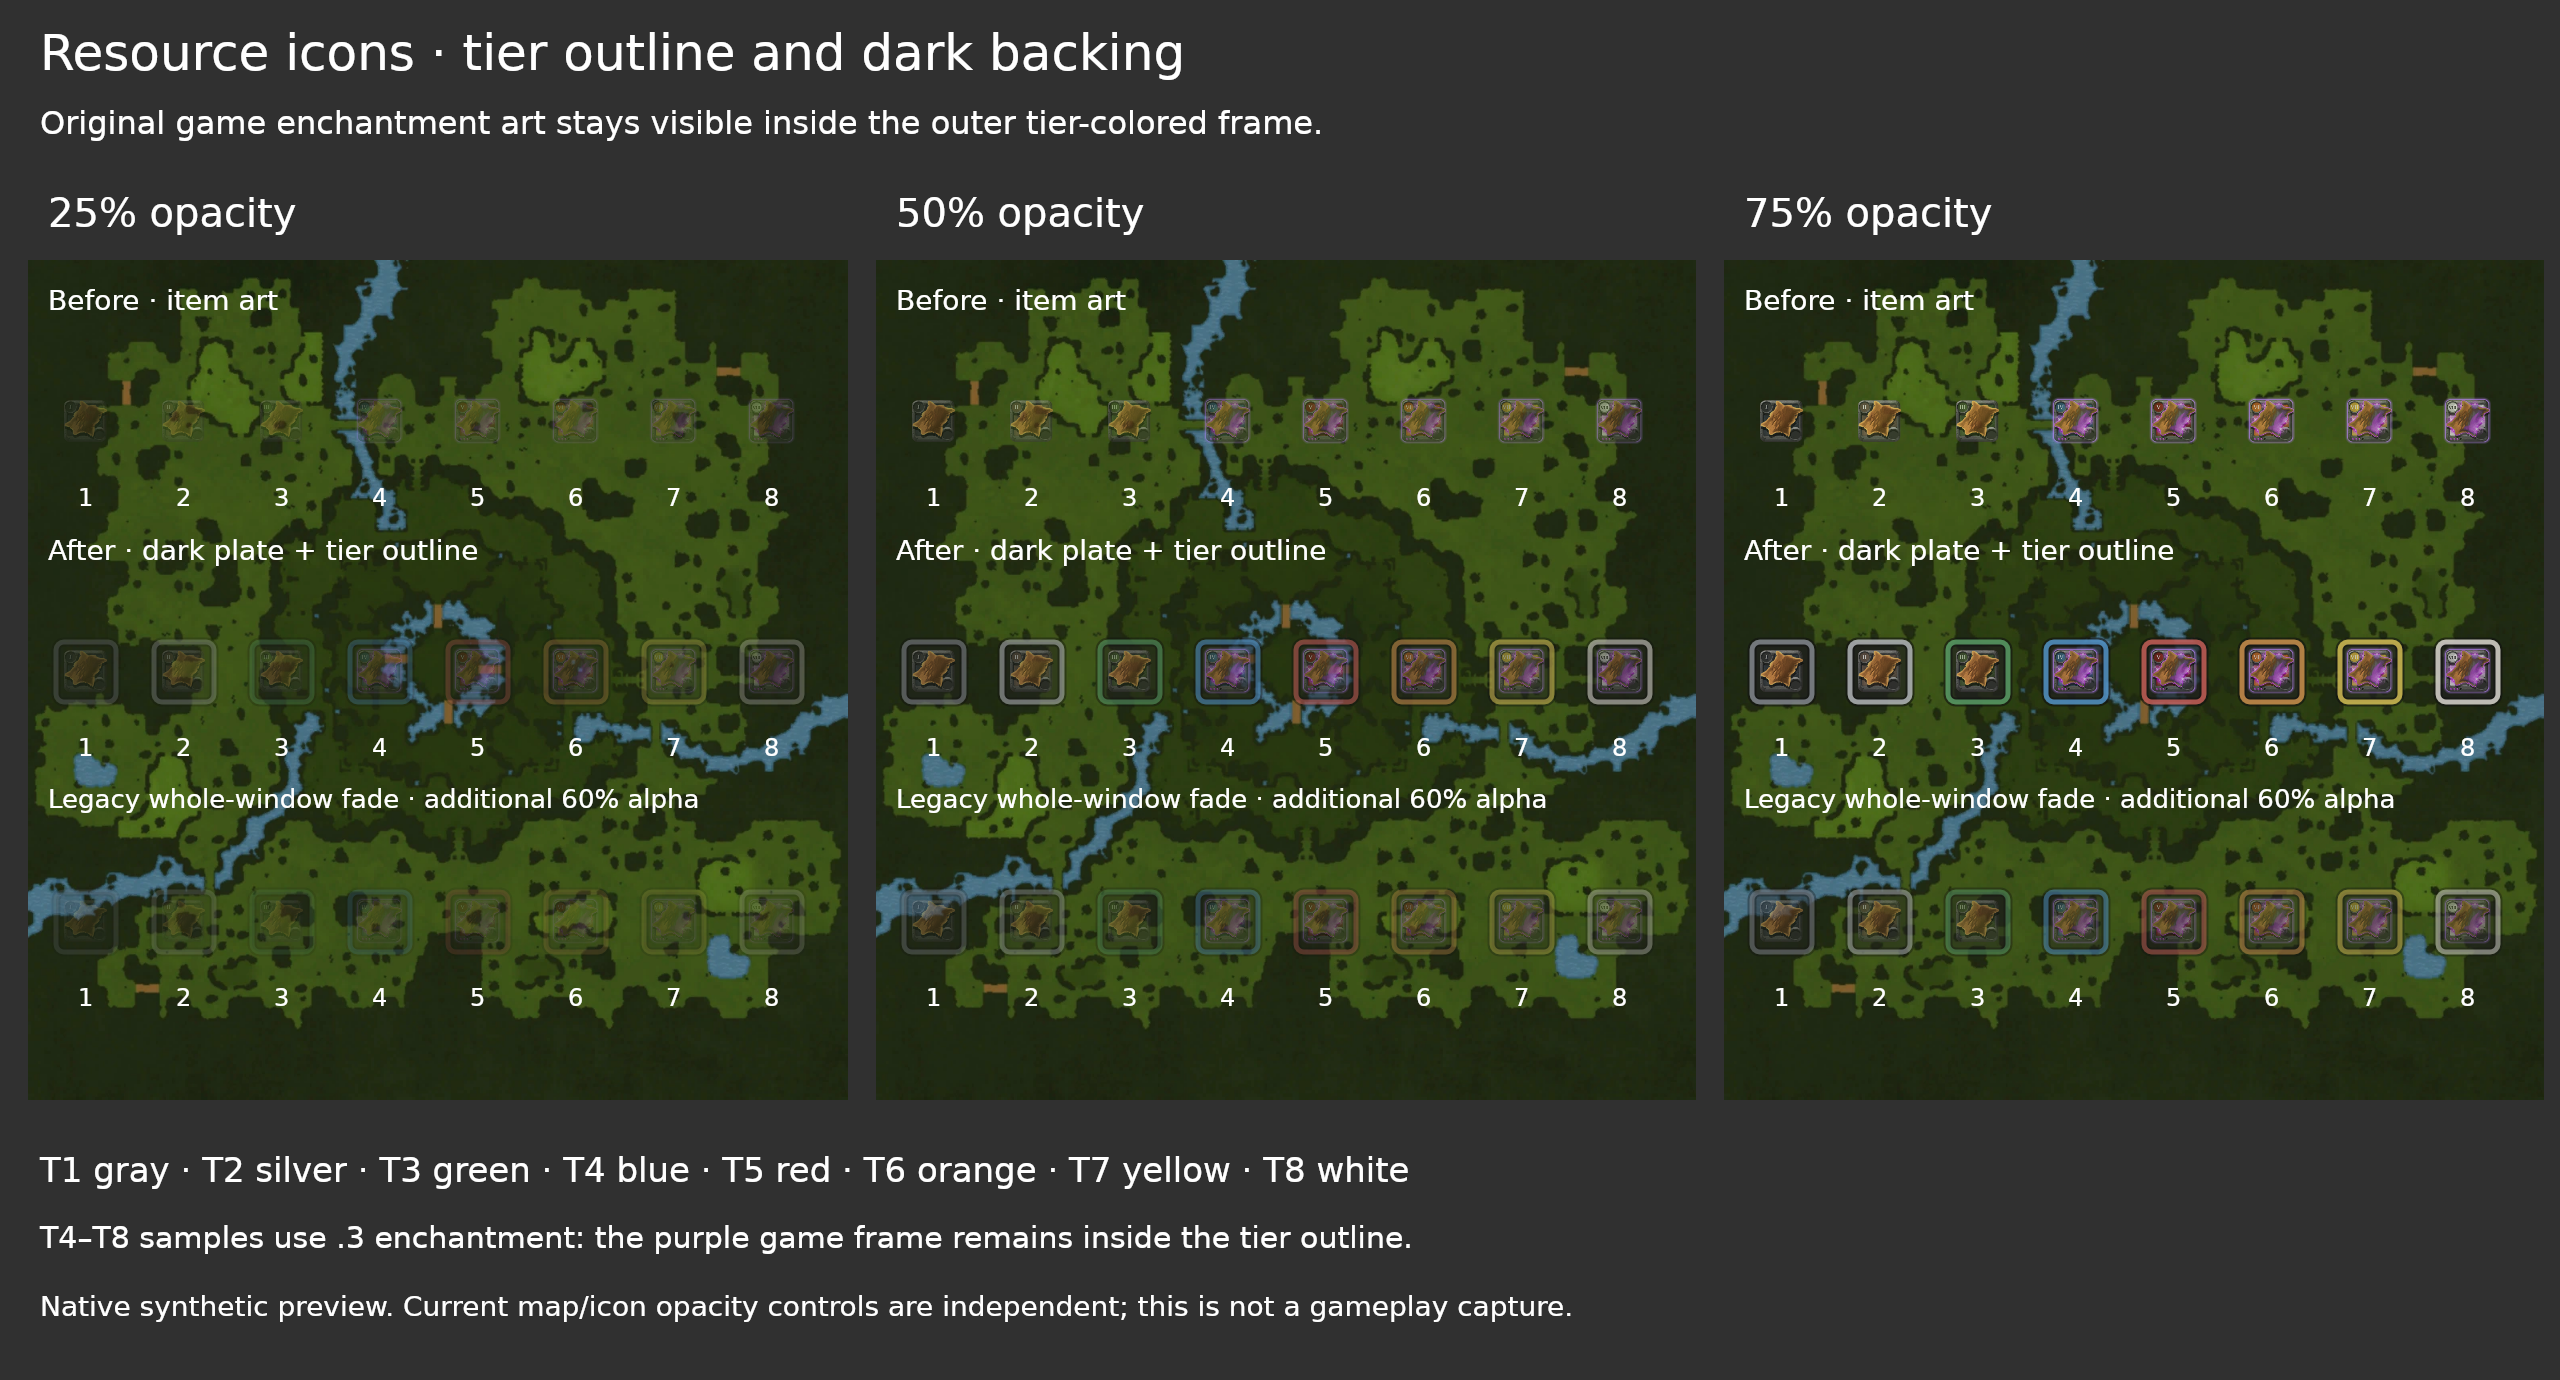 Resource icons · tier outline and dark backing
Original game enchantment art stays visible inside the outer tier-colored frame.
25% opacity
Before · item art
1 2 3 4 5 6 7 8
After · dark plate + tier outline
1 2 3 4 5 6 7 8
Legacy whole-window fade · additional 60% alpha
1 2 3 4 5 6 7 8
50% opacity
Before · item art
1 2 3 4 5 6 7 8
After · dark plate + tier outline
1 2 3 4 5 6 7 8
Legacy whole-window fade · additional 60% alpha
1 2 3 4 5 6 7 8
75% opacity
Before · item art
1 2 3 4 5 6 7 8
After · dark plate + tier outline
1 2 3 4 5 6 7 8
Legacy whole-window fade · additional 60% alpha
1 2 3 4 5 6 7 8
T1 gray · T2 silver · T3 green · T4 blue · T5 red · T6 orange · T7 yellow · T8 white
T4–T8 samples use .3 enchantment: the purple game frame remains inside the tier outline.
Native synthetic preview. Current map/icon opacity controls are independent; this is not a gameplay capture.